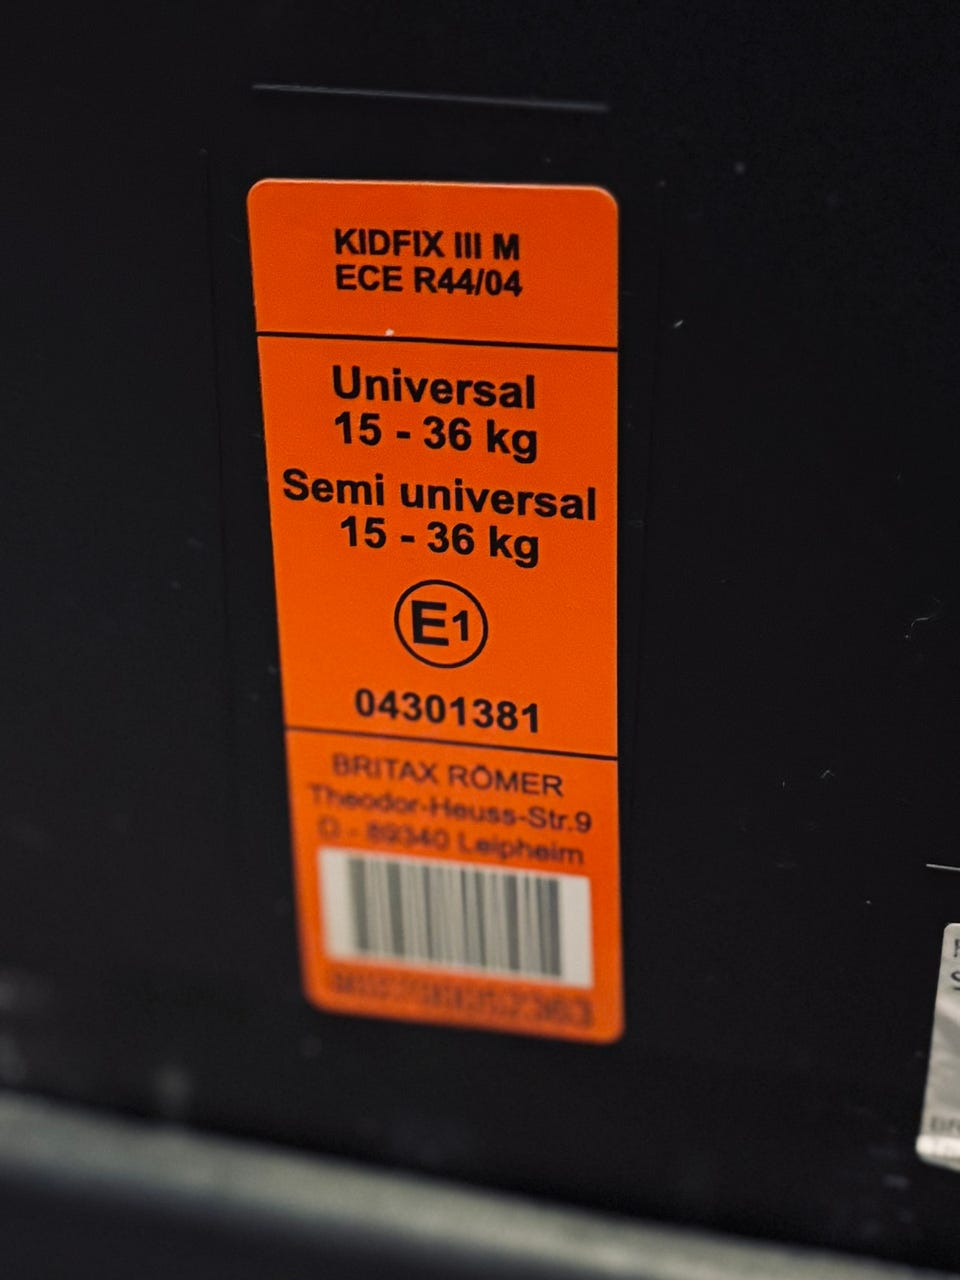 KIDFIX III M
ECE R44/04
Universal
15 - 36 kg
Semi universal
15 - 36 kg
E1
04301381
BRITAX RÖMER
Theodor-Heuss-Str.9
D - 89340 Leipheim